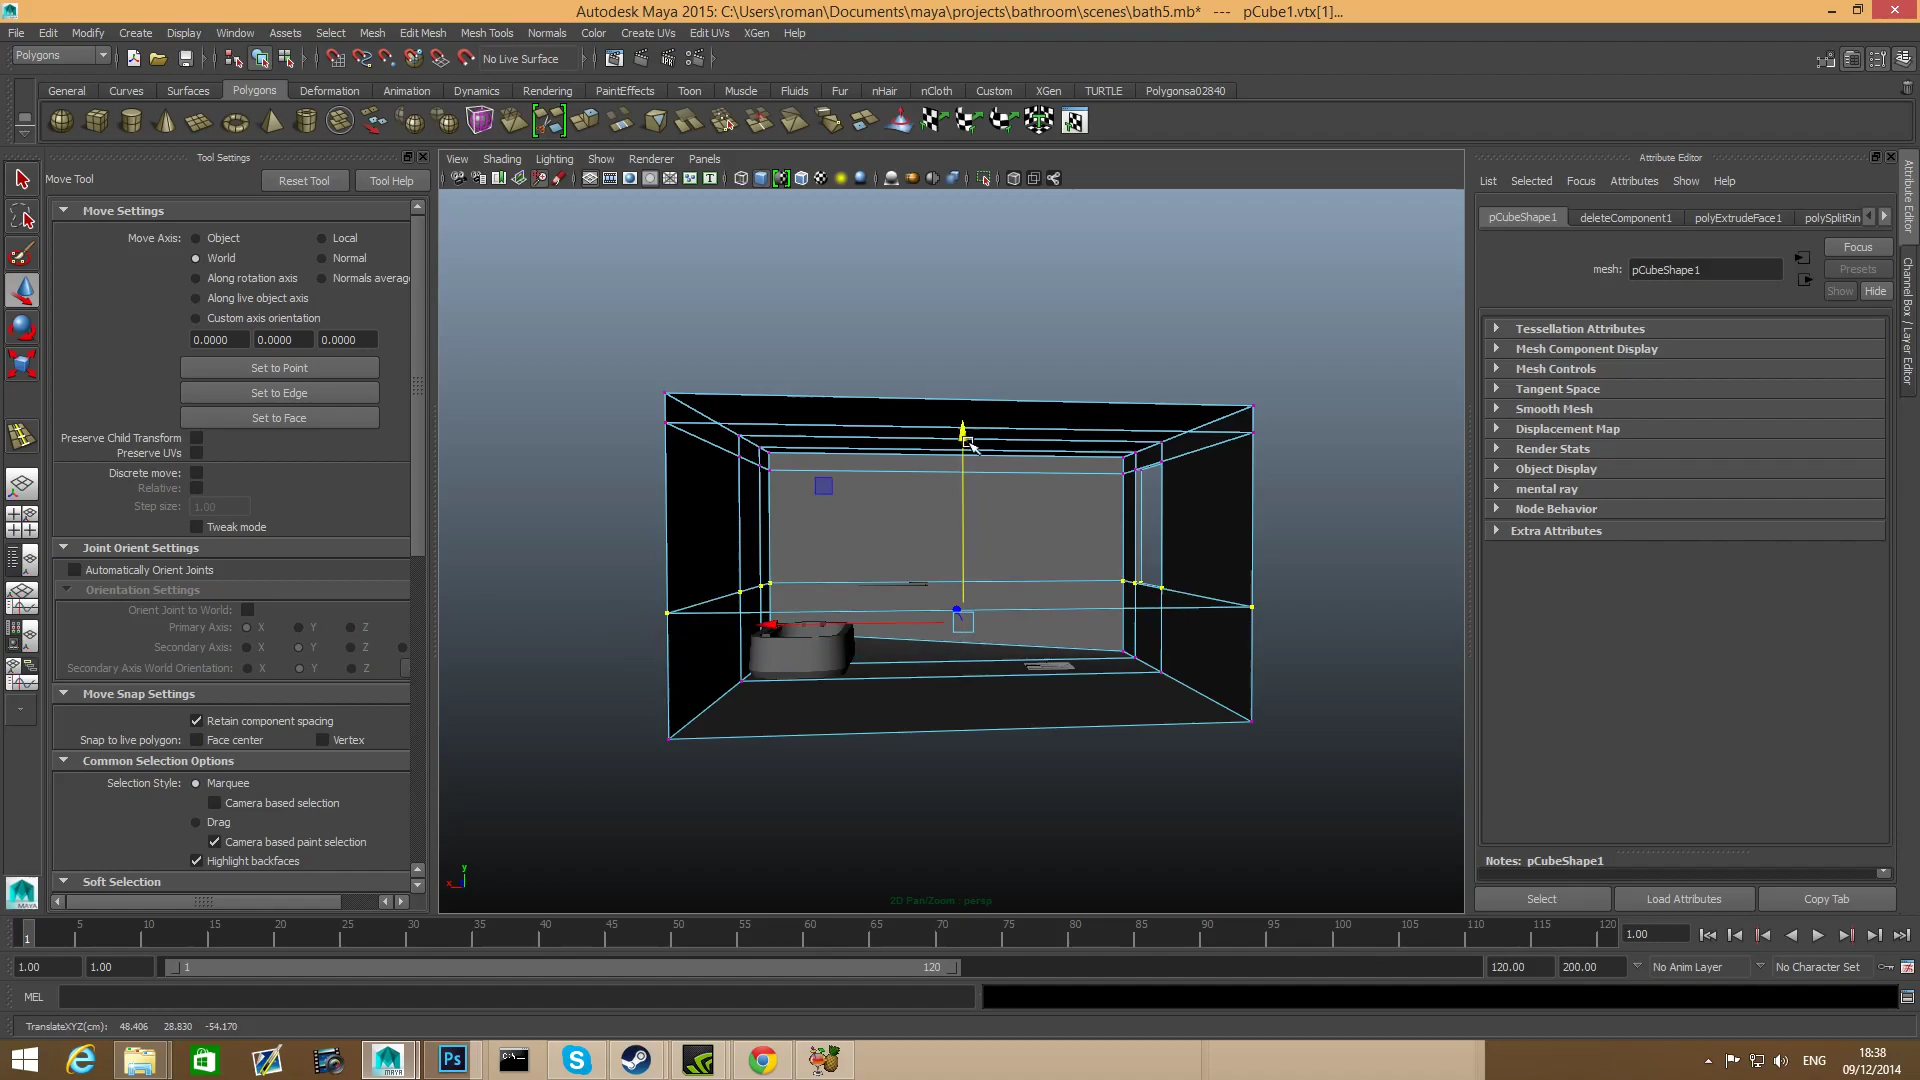 Autodesk Maya 2015: C:\Users\roman\Documents\maya\projects\bathroom\scenes\bath5.mb* --- pCube1.vtx[1]...
File Edit Modify Create Display Window Assets Select Mesh Edit Mesh Mesh Tools Normals Color Create UVs Edit UVs XGen Help
Polygons No Live Surface
General Curves Surfaces Polygons Deformation Animation Dynamics Rendering PaintEffects Toon Muscle Fluids Fur nHair nCloth Custom XGen TURTLE Polygonsa02840
Tool Settings
Move Tool Reset Tool Tool Help
Move Settings
Move Axis: Object Local
World Normal
Along rotation axis Normals averag
Along live object axis
Custom axis orientation
0.0000 0.0000 0.0000
Set to Point
Set to Edge
Set to Face
Preserve Child Transform
Preserve UVs
Discrete move:
Relative:
Step size: 1.00
Tweak mode
Joint Orient Settings
Automatically Orient Joints
Orientation Settings
Orient Joint to World:
Primary Axis: X Y Z
Secondary Axis: X Y Z
Secondary Axis World Orientation: X Y Z
Move Snap Settings
Retain component spacing
Snap to live polygon: Face center Vertex
Common Selection Options
Selection Style: Marquee
Camera based selection
Drag
Camera based paint selection
Highlight backfaces
Soft Selection
View Shading Lighting Show Renderer Panels
y
x
2D Pan/Zoom : persp
Attribute Editor
List Selected Focus Attributes Show Help
pCubeShape1 deleteComponent1 polyExtrudeFace1 polySplitRin
Focus
mesh: pCubeShape1
Presets
Show Hide
Tessellation Attributes
Mesh Component Display
Mesh Controls
Tangent Space
Smooth Mesh
Displacement Map
Render Stats
Object Display
mental ray
Node Behavior
Extra Attributes
Notes: pCubeShape1
Select Load Attributes Copy Tab
Attribute Editor
Channel Box / Layer Editor
5 10 15 20 25 30 35 40 45 50 55 60 65 70 75 80 85 90 95 100 105 110 115 120
1 1.00
1.00 1.00 1 120 120.00 200.00 No Anim Layer No Character Set
MEL
TranslateXYZ(cm): 48.406 28.830 -54.170
MAYA Ps ENG 18:38
09/12/2014